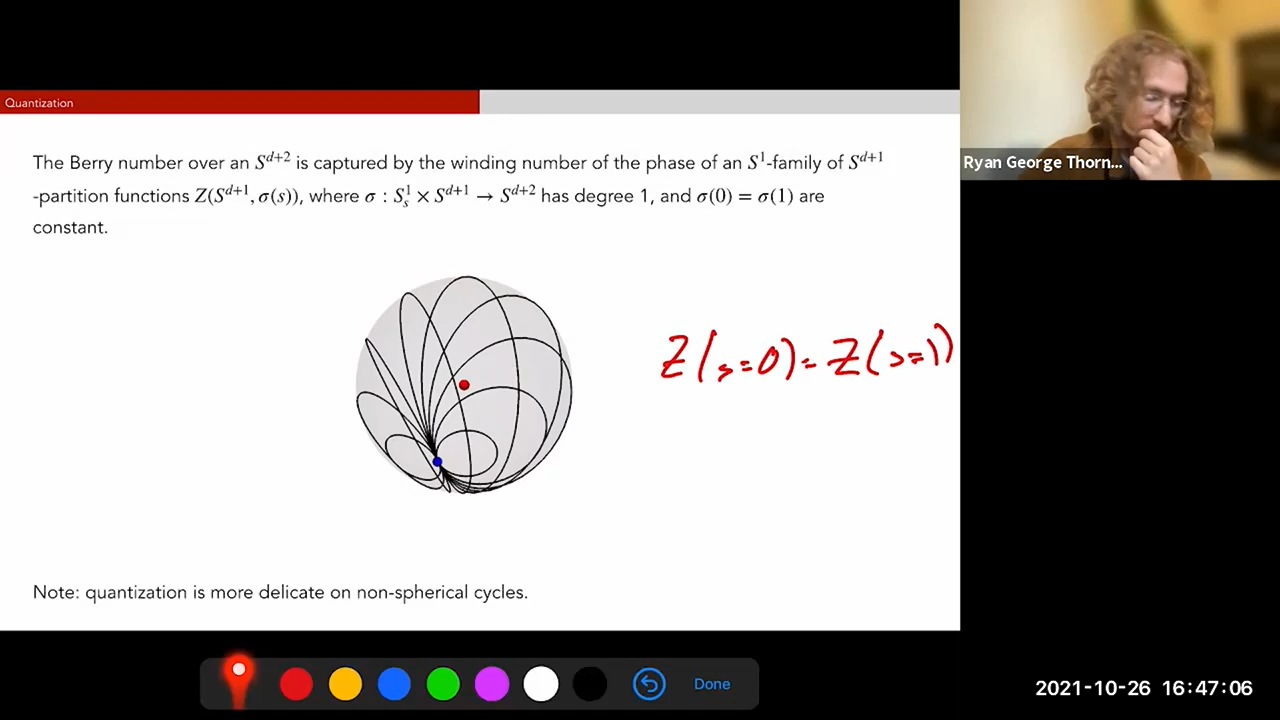 Quantization
The Berry number over an S^{d+2} is captured by the winding number of the phase of an S^1-family of S^{d+1}
-partition functions Z(S^{d+1}, σ(s)), where σ : S^1_s × S^{d+1} → S^{d+2} has degree 1, and σ(0) = σ(1) are
constant.
Z(s=0) = Z(s=1)
Note: quantization is more delicate on non-spherical cycles.
Ryan George Thorn...
Done
2021-10-26 16:47:06